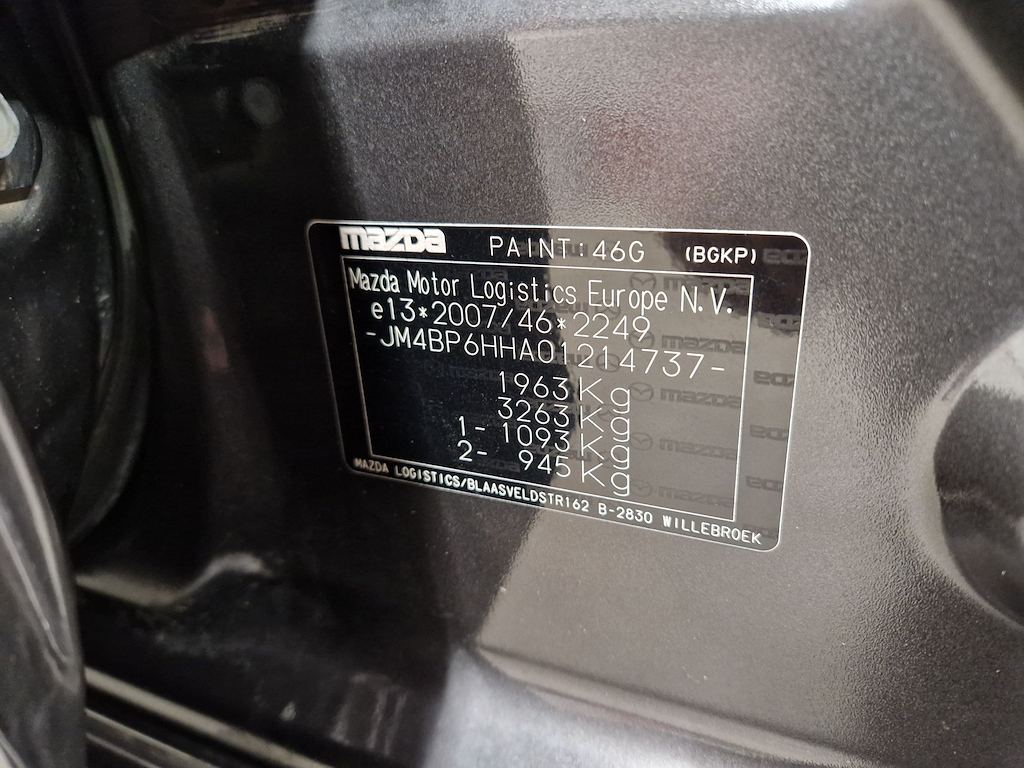 mazda PAINT:46G (BGKP)
Mazda Motor Logistics Europe N.V.
e13*2007/46*2249
-JM4BP6HHA01214737-
1963Kg
3263Kg
1- 1093Kg
2- 945Kg
MAZDA LOGISTICS/BLAASVELDSTR162 B-2830 WILLEBROEK